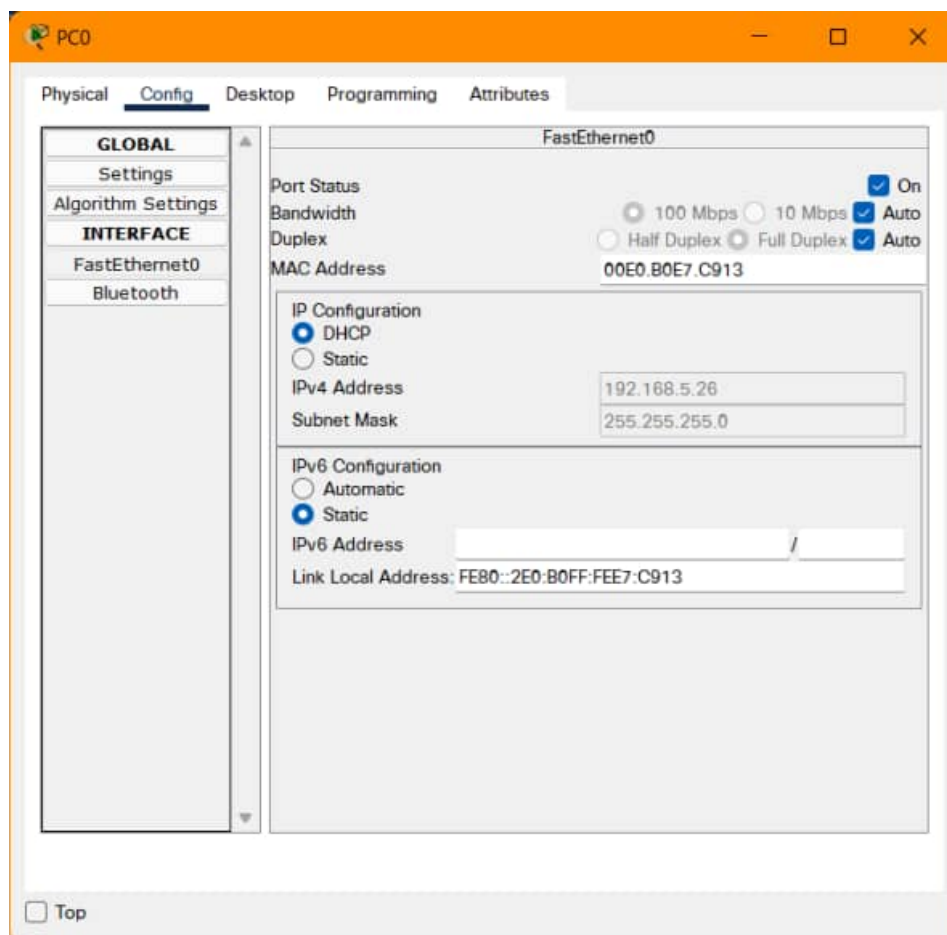 PC0
Physical Config Desktop Programming Attributes
GLOBAL
Settings
Algorithm Settings
INTERFACE
FastEthernet0
Bluetooth
FastEthernet0
Port Status On
Bandwidth 100 Mbps 10 Mbps Auto
Duplex Half Duplex Full Duplex Auto
MAC Address 00E0.B0E7.C913
IP Configuration
DHCP
Static
IPv4 Address 192.168.5.26
Subnet Mask 255.255.255.0
IPv6 Configuration
Automatic
Static
IPv6 Address /
Link Local Address: FE80::2E0:B0FF:FEE7:C913
Top